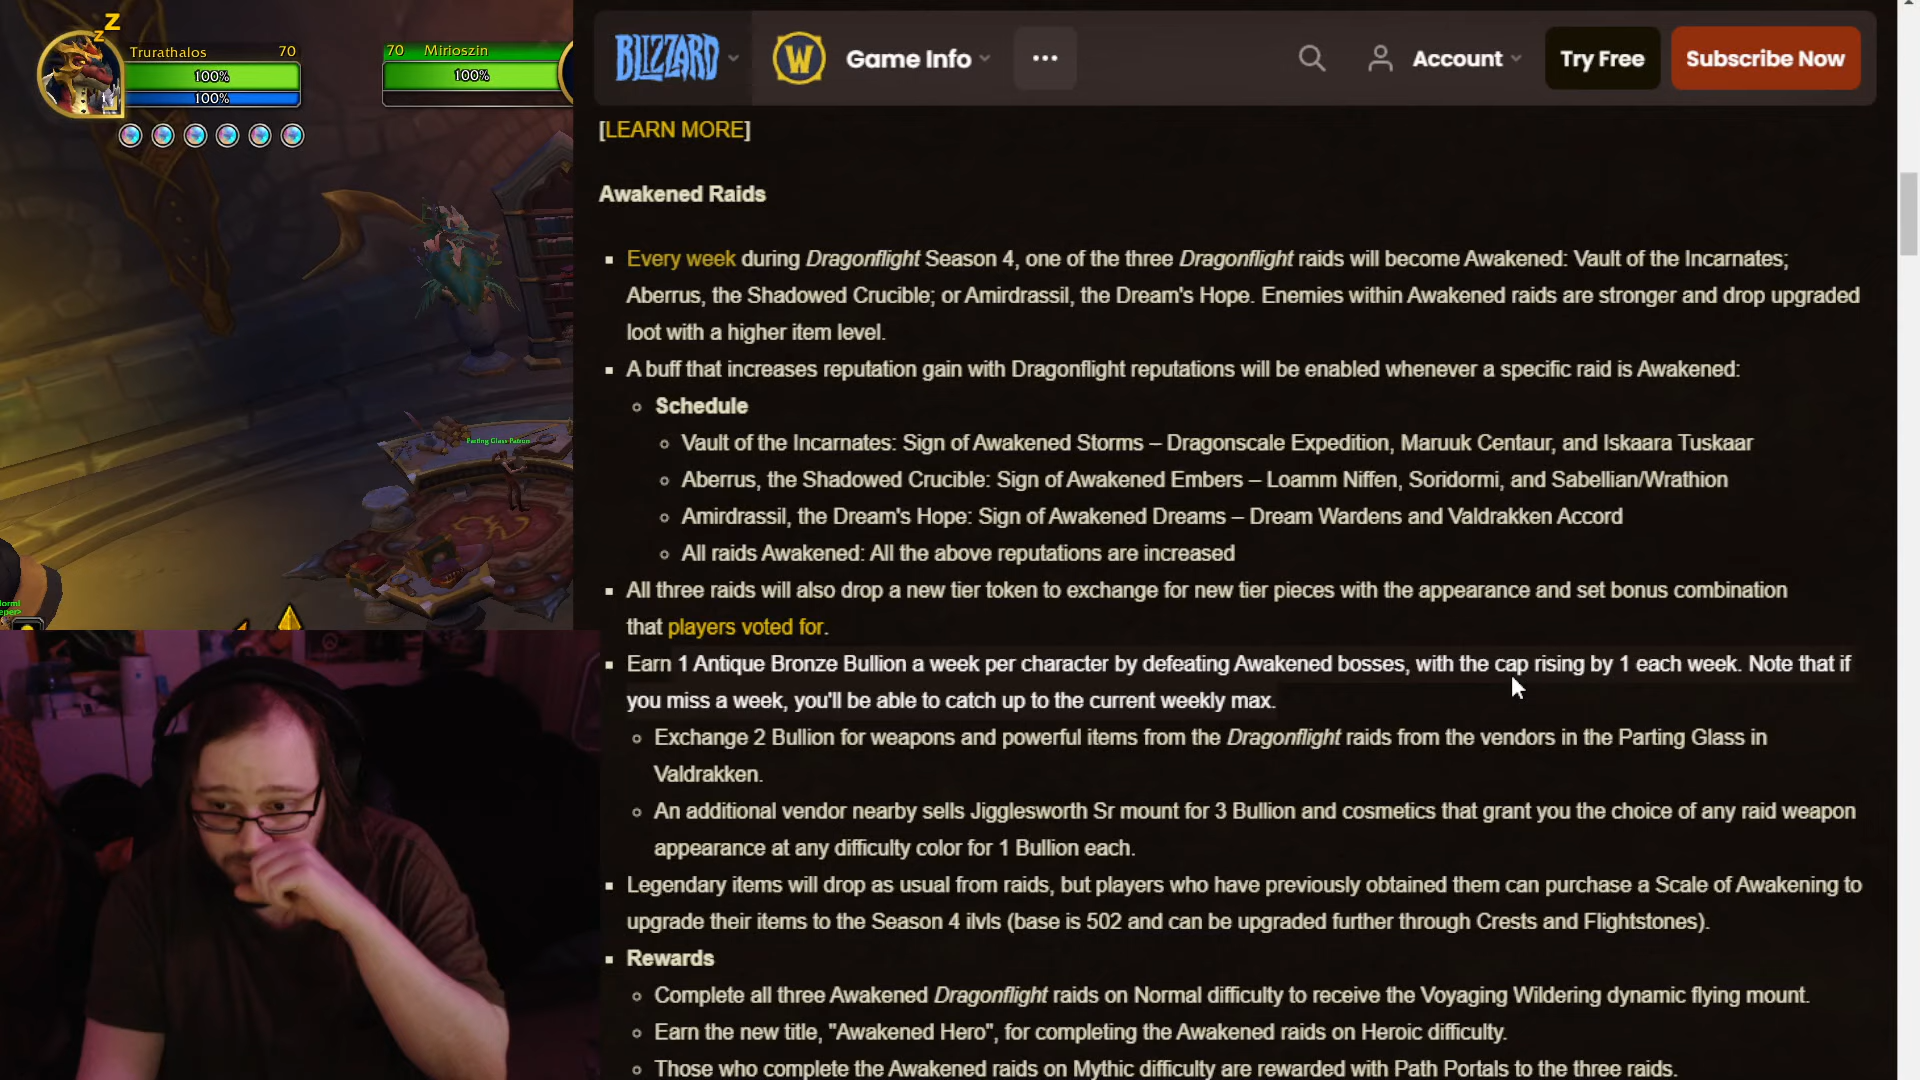 Z
Z
Trurathalos 70
100%
100%
70 Mirioszin
100%
Parting Glass Patron
BLIZZARD
W
Game Info
Account
Try Free
Subscribe Now
[LEARN MORE]
Awakened Raids
Every week during Dragonflight Season 4, one of the three Dragonflight raids will become Awakened: Vault of the Incarnates;
Aberrus, the Shadowed Crucible; or Amirdrassil, the Dream's Hope. Enemies within Awakened raids are stronger and drop upgraded
loot with a higher item level.
A buff that increases reputation gain with Dragonflight reputations will be enabled whenever a specific raid is Awakened:
Schedule
Vault of the Incarnates: Sign of Awakened Storms – Dragonscale Expedition, Maruuk Centaur, and Iskaara Tuskaar
Aberrus, the Shadowed Crucible: Sign of Awakened Embers – Loamm Niffen, Soridormi, and Sabellian/Wrathion
Amirdrassil, the Dream's Hope: Sign of Awakened Dreams – Dream Wardens and Valdrakken Accord
All raids Awakened: All the above reputations are increased
All three raids will also drop a new tier token to exchange for new tier pieces with the appearance and set bonus combination
that players voted for.
Earn 1 Antique Bronze Bullion a week per character by defeating Awakened bosses, with the cap rising by 1 each week. Note that if
you miss a week, you'll be able to catch up to the current weekly max.
Exchange 2 Bullion for weapons and powerful items from the Dragonflight raids from the vendors in the Parting Glass in
Valdrakken.
An additional vendor nearby sells Jigglesworth Sr mount for 3 Bullion and cosmetics that grant you the choice of any raid weapon
appearance at any difficulty color for 1 Bullion each.
Legendary items will drop as usual from raids, but players who have previously obtained them can purchase a Scale of Awakening to
upgrade their items to the Season 4 ilvls (base is 502 and can be upgraded further through Crests and Flightstones).
Rewards
Complete all three Awakened Dragonflight raids on Normal difficulty to receive the Voyaging Wildering dynamic flying mount.
Earn the new title, "Awakened Hero", for completing the Awakened raids on Heroic difficulty.
Those who complete the Awakened raids on Mythic difficulty are rewarded with Path Portals to the three raids.